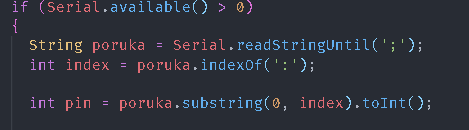 if (Serial.available() > 0)
{
String poruka = Serial.readStringUntil(';');
int index = poruka.indexOf(':');
int pin = poruka.substring(0, index).toInt();